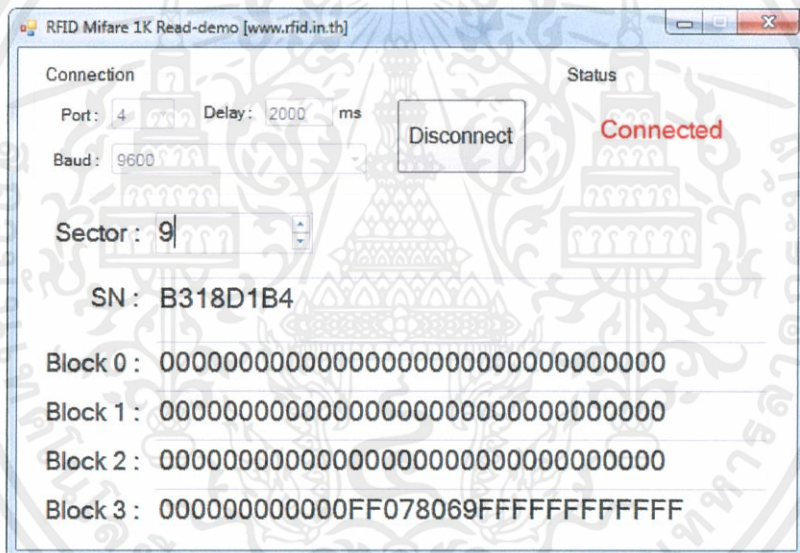 RFID Mifare 1K Read-demo [www.rfid.in.th]
Connection
Status
Port : 4 Delay : 2000 ms
Disconnect
Connected
Baud : 9600
Sector : 9
SN : B318D1B4
Block 0 : 00000000000000000000000000000000
Block 1 : 00000000000000000000000000000000
Block 2 : 00000000000000000000000000000000
Block 3 : 000000000000FF078069FFFFFFFFFFFF